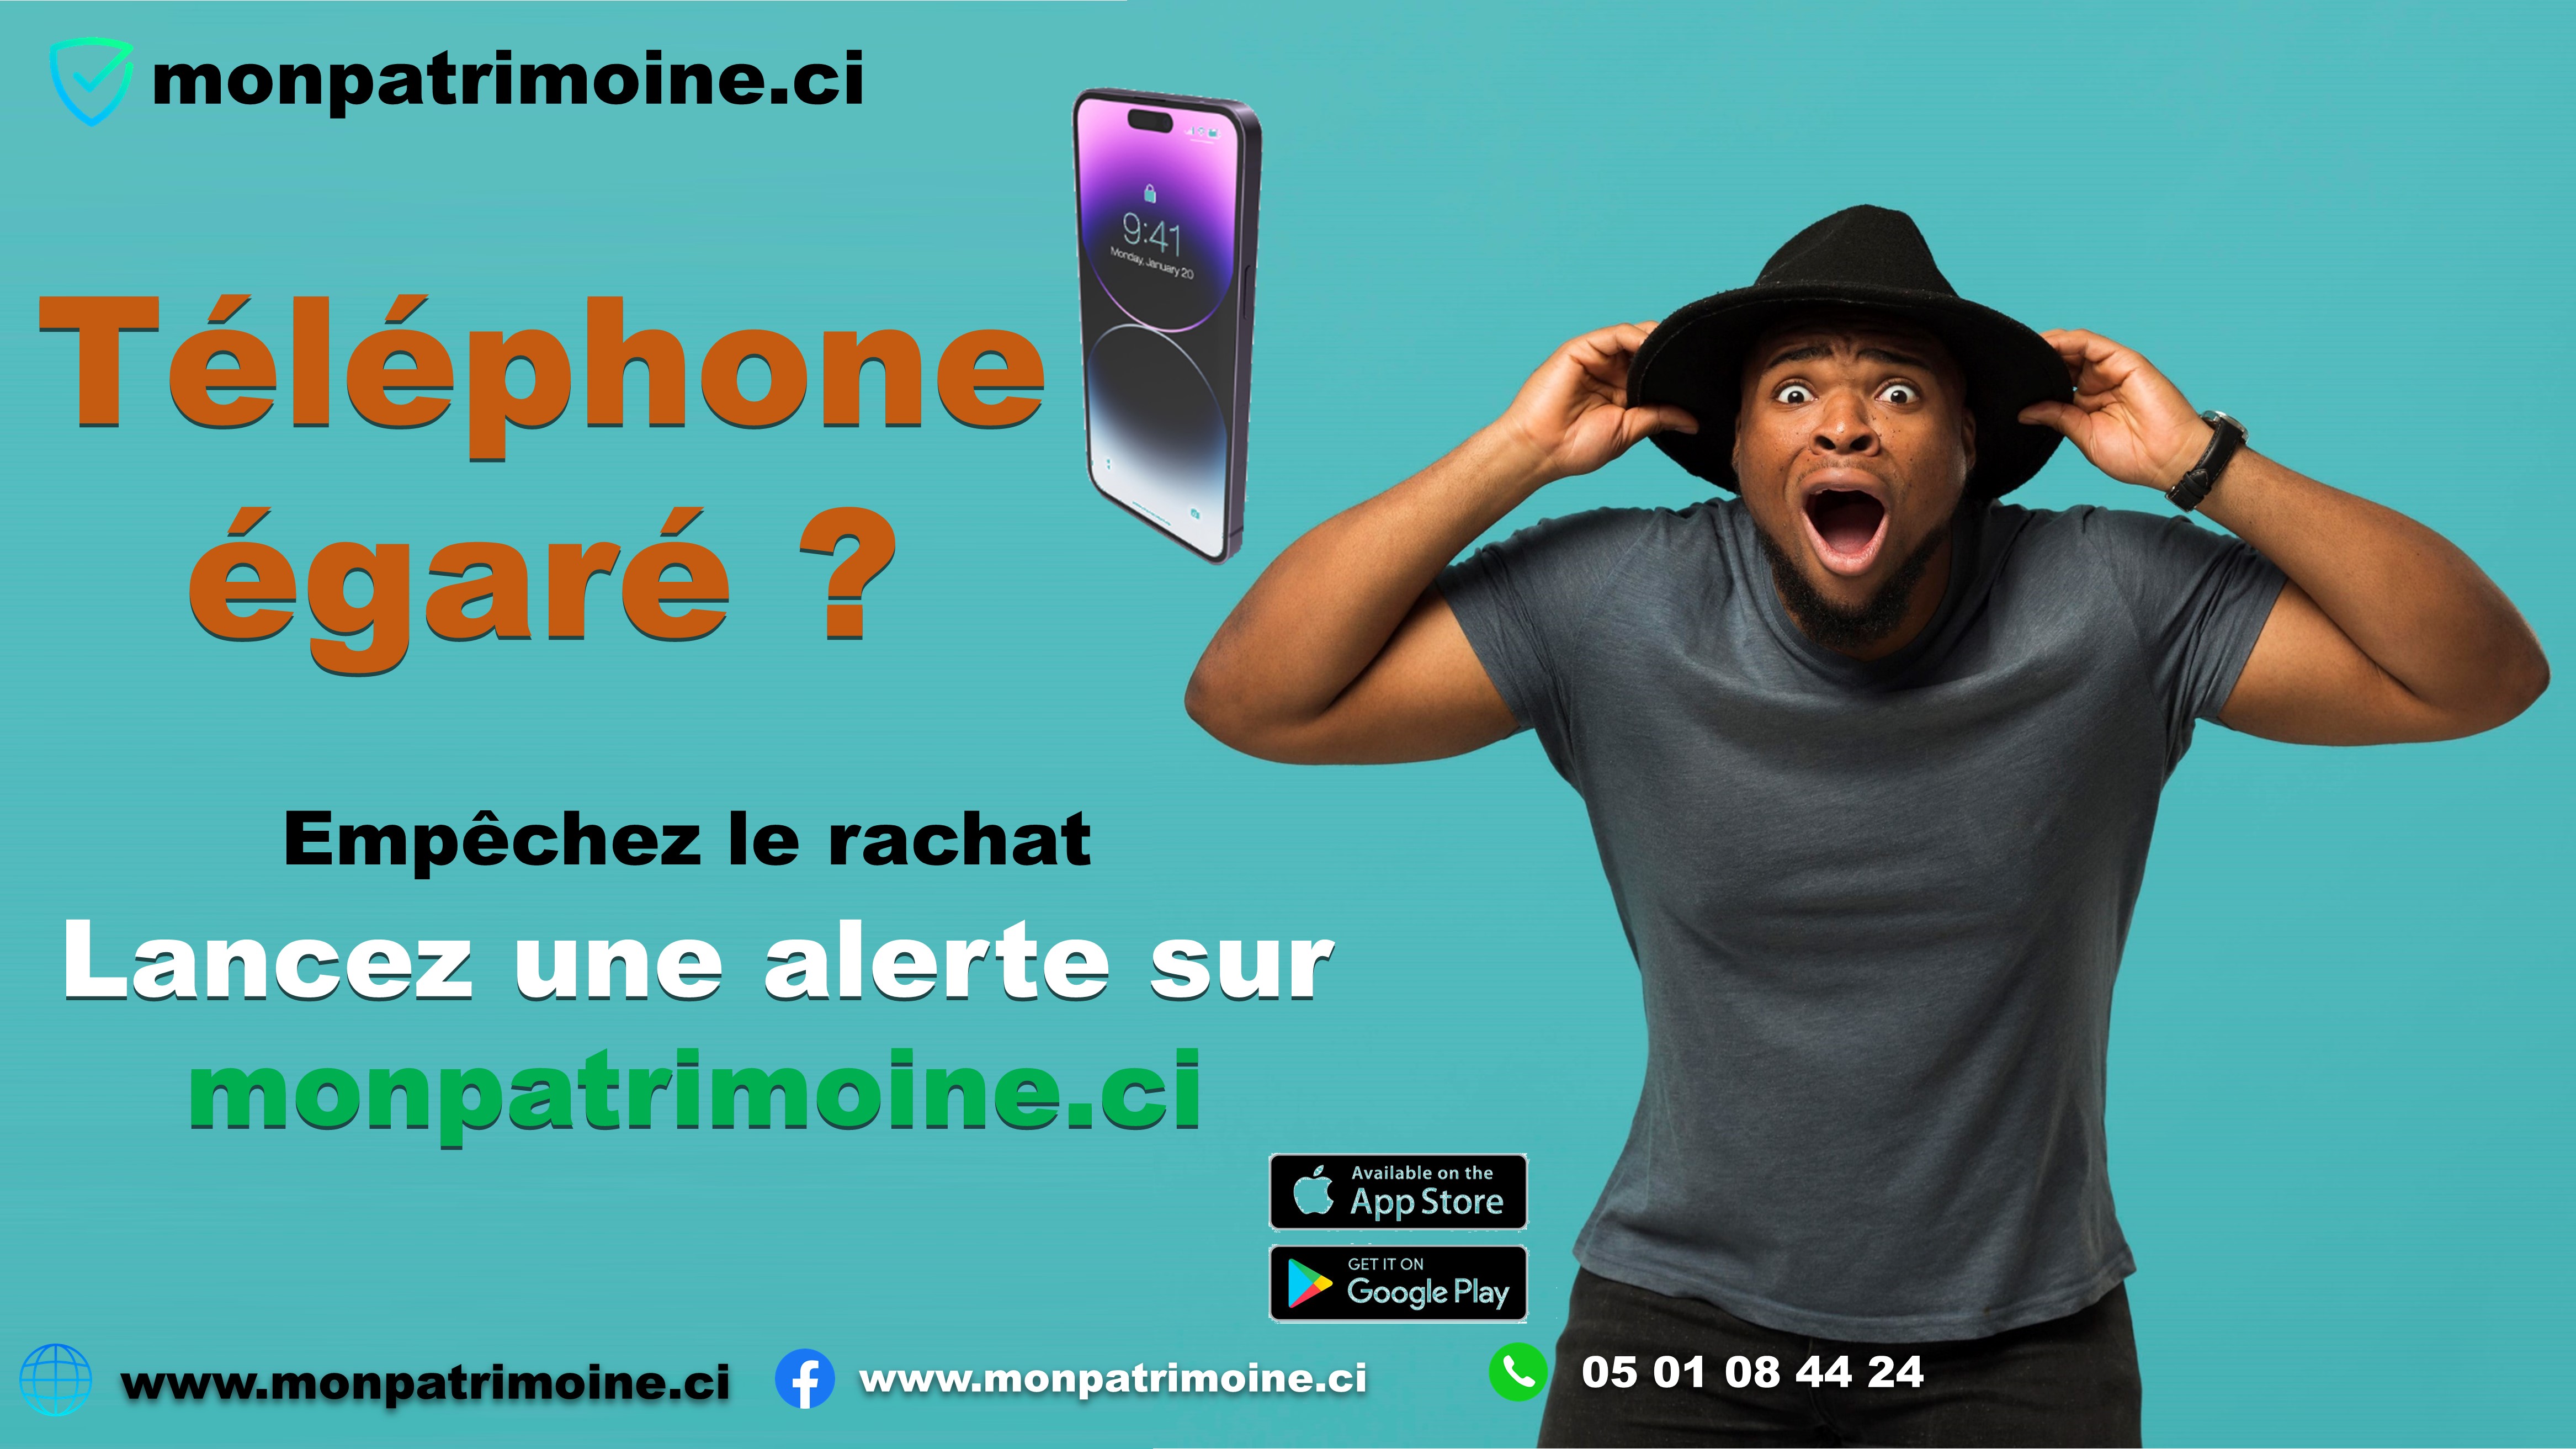 monpatrimoine.ci
9:41
Monday, January 20
Téléphone
égaré ?
Empêchez le rachat
Lancez une alerte sur
monpatrimoine.ci
Available on the
App Store
GET IT ON
Google Play
www.monpatrimoine.ci
www.monpatrimoine.ci
05 01 08 44 24